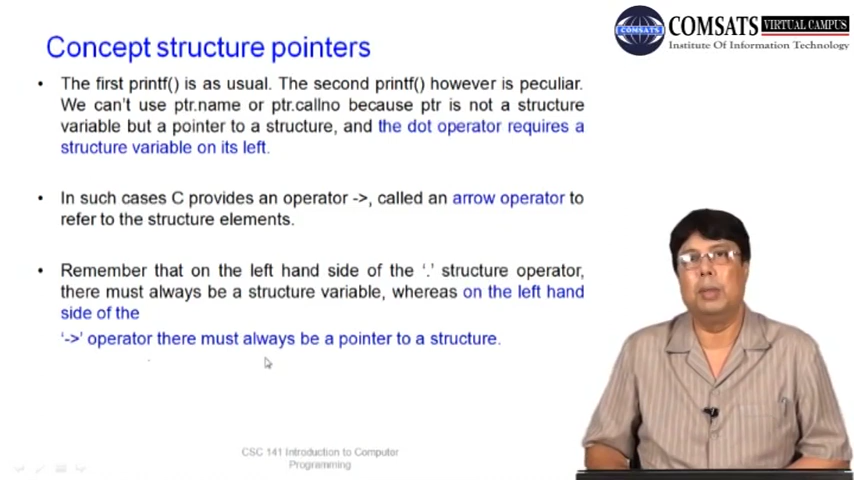 Concept structure pointers
• The first printf() is as usual. The second printf() however is peculiar.
We can't use ptr.name or ptr.callno because ptr is not a structure
variable but a pointer to a structure, and the dot operator requires a
structure variable on its left.
• In such cases C provides an operator ->, called an arrow operator to
refer to the structure elements.
• Remember that on the left hand side of the '.' structure operator,
there must always be a structure variable, whereas on the left hand
side of the
'->' operator there must always be a pointer to a structure.
CSC 141 Introduction to Computer
Programming
COMSATS
COMSATS VIRTUAL CAMPUS
Institute Of Information Technology